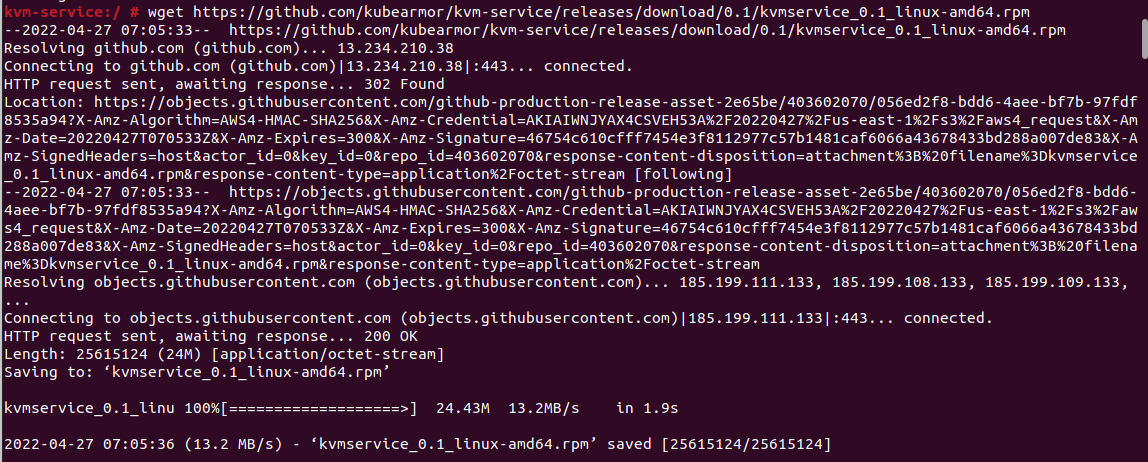 kvm-service:/ # wget https://github.com/kubearmor/kvm-service/releases/download/0.1/kvmservice_0.1_linux-amd64.rpm
--2022-04-27 07:05:33--  https://github.com/kubearmor/kvm-service/releases/download/0.1/kvmservice_0.1_linux-amd64.rpm
Resolving github.com (github.com)... 13.234.210.38
Connecting to github.com (github.com)|13.234.210.38|:443... connected.
HTTP request sent, awaiting response... 302 Found
Location: https://objects.githubusercontent.com/github-production-release-asset-2e65be/403602070/056ed2f8-bdd6-4aee-bf7b-97fdf
8535a94?X-Amz-Algorithm=AWS4-HMAC-SHA256&X-Amz-Credential=AKIAIWNJYAX4CSVEH53A%2F20220427%2Fus-east-1%2Fs3%2Faws4_request&X-Am
z-Date=20220427T070533Z&X-Amz-Expires=300&X-Amz-Signature=46754c610cfff7454e3f8112977c57b1481caf6066a43678433bd288a007de83&X-A
mz-SignedHeaders=host&actor_id=0&key_id=0&repo_id=403602070&response-content-disposition=attachment%3B%20filename%3Dkvmservice
_0.1_linux-amd64.rpm&response-content-type=application%2Foctet-stream [following]
--2022-04-27 07:05:33--  https://objects.githubusercontent.com/github-production-release-asset-2e65be/403602070/056ed2f8-bdd6-
4aee-bf7b-97fdf8535a94?X-Amz-Algorithm=AWS4-HMAC-SHA256&X-Amz-Credential=AKIAIWNJYAX4CSVEH53A%2F20220427%2Fus-east-1%2Fs3%2Faw
s4_request&X-Amz-Date=20220427T070533Z&X-Amz-Expires=300&X-Amz-Signature=46754c610cfff7454e3f8112977c57b1481caf6066a43678433bd
288a007de83&X-Amz-SignedHeaders=host&actor_id=0&key_id=0&repo_id=403602070&response-content-disposition=attachment%3B%20filena
me%3Dkvmservice_0.1_linux-amd64.rpm&response-content-type=application%2Foctet-stream
Resolving objects.githubusercontent.com (objects.githubusercontent.com)... 185.199.111.133, 185.199.108.133, 185.199.109.133,
...
Connecting to objects.githubusercontent.com (objects.githubusercontent.com)|185.199.111.133|:443... connected.
HTTP request sent, awaiting response... 200 OK
Length: 25615124 (24M) [application/octet-stream]
Saving to: ‘kvmservice_0.1_linux-amd64.rpm’
kvmservice_0.1_linu 100%[===================>]  24.43M  13.2MB/s    in 1.9s
2022-04-27 07:05:36 (13.2 MB/s) - ‘kvmservice_0.1_linux-amd64.rpm’ saved [25615124/25615124]